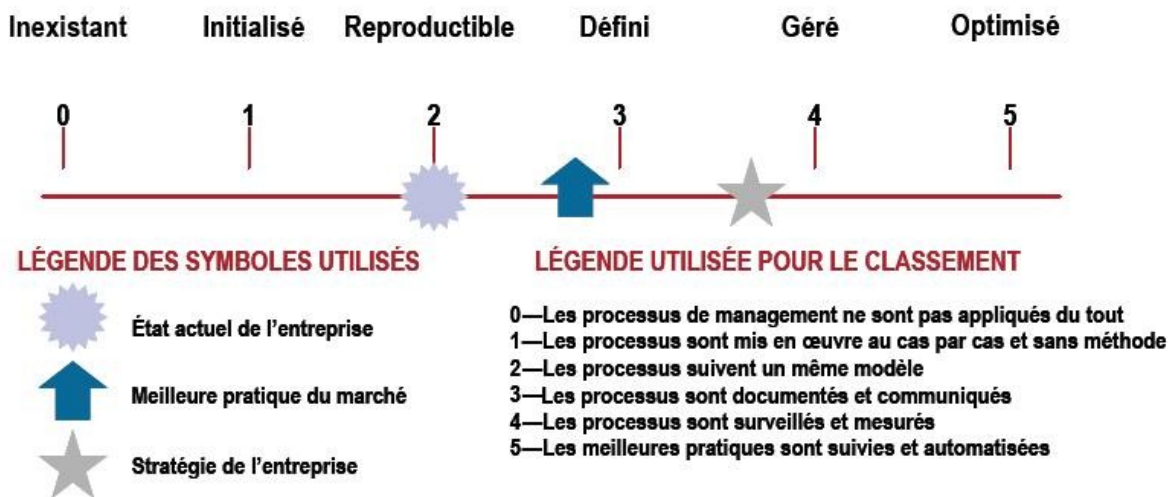 Inexistant Initialisé Reproductible Défini Géré Optimisé
0 1 2 3 4 5
LÉGENDE DES SYMBOLES UTILISÉS
État actuel de l’entreprise
Meilleure pratique du marché
Stratégie de l’entreprise
LÉGENDE UTILISÉE POUR LE CLASSEMENT
0—Les processus de management ne sont pas appliqués du tout
1—Les processus sont mis en œuvre au cas par cas et sans méthode
2—Les processus suivent un même modèle
3—Les processus sont documentés et communiqués
4—Les processus sont surveillés et mesurés
5—Les meilleures pratiques sont suivies et automatisées